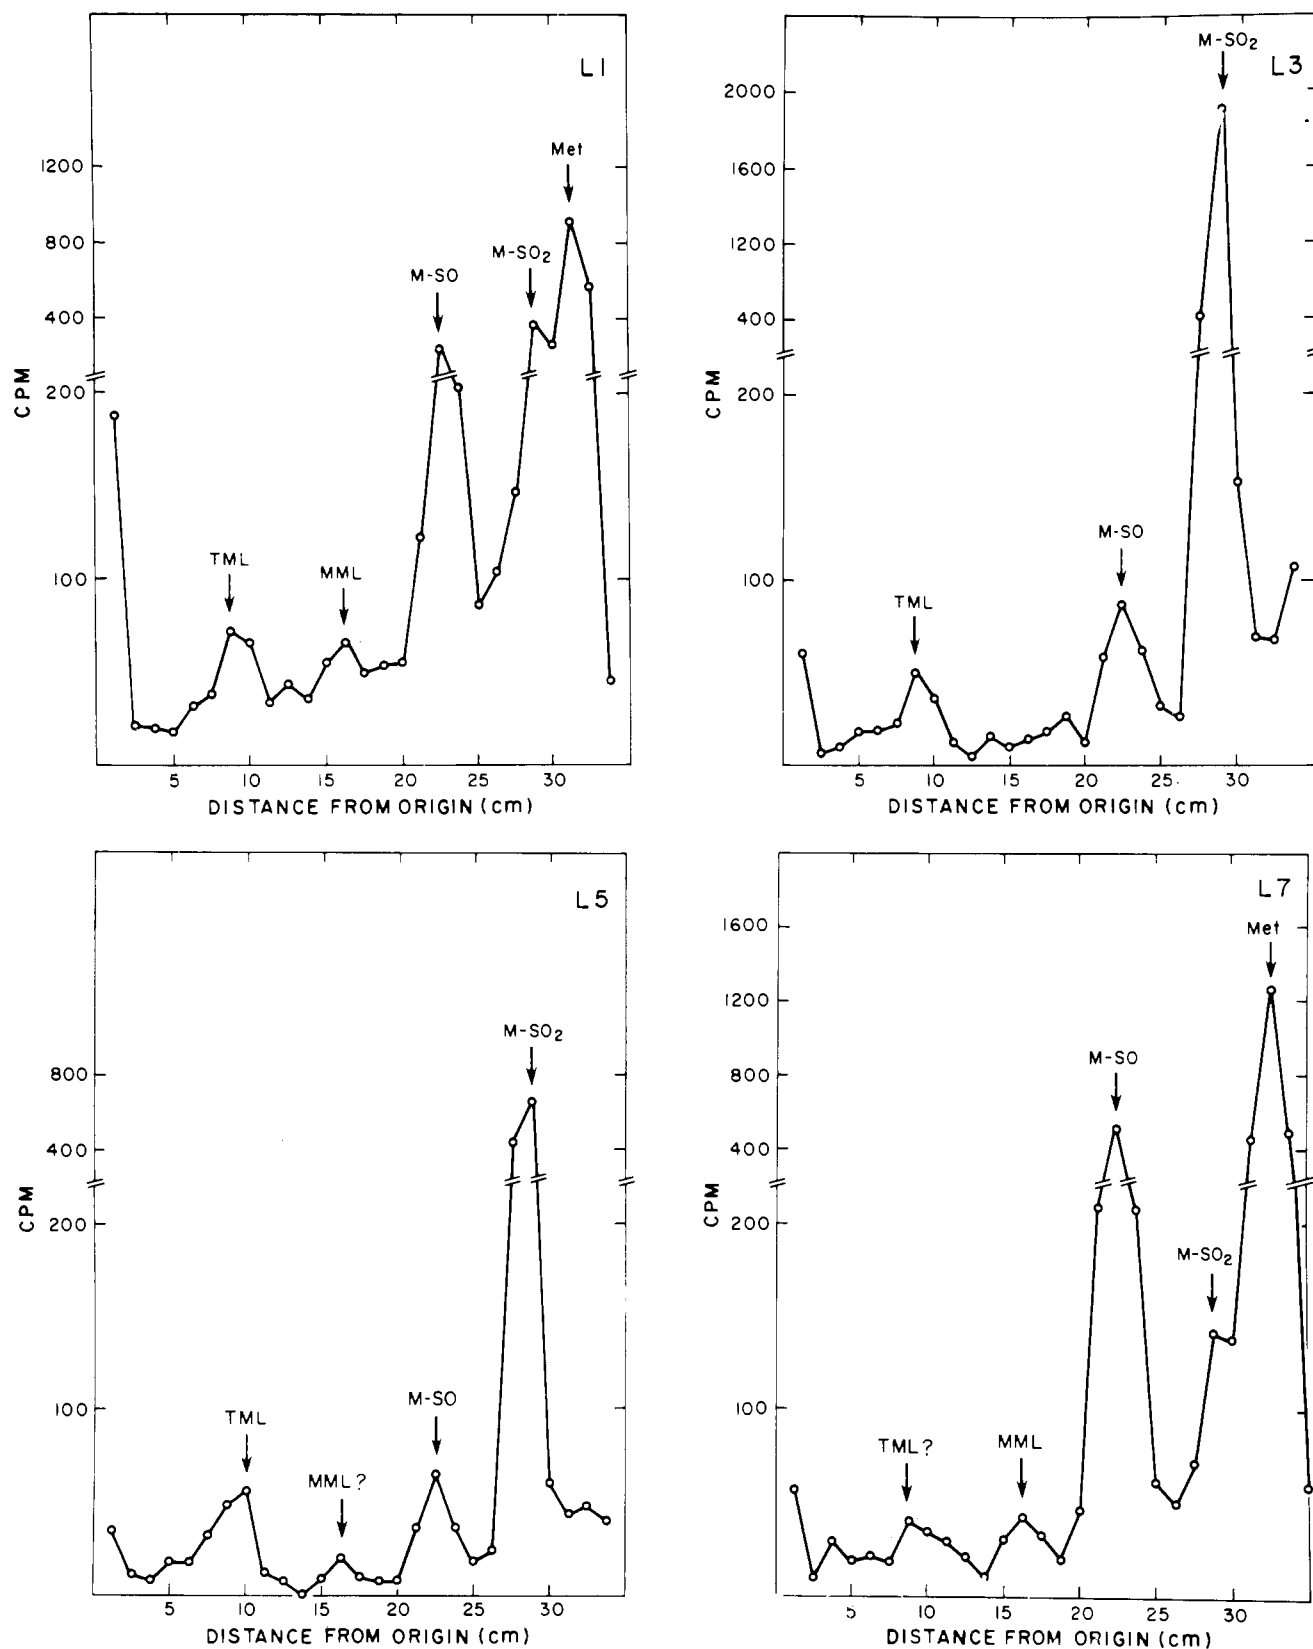 L1
1200
800
400
200
100
CPM
TML
MML
M-SO
M-SO2
Met
5 10 15 20 25 30
DISTANCE FROM ORIGIN (cm)
L3
2000
1600
1200
400
200
100
CPM
TML
M-SO
M-SO2
5 10 15 20 25 30
DISTANCE FROM ORIGIN (cm)
L5
800
400
200
100
CPM
TML
MML?
M-SO
M-SO2
5 10 15 20 25 30
DISTANCE FROM ORIGIN (cm)
L7
1600
1200
800
400
200
100
CPM
TML?
MML
M-SO
M-SO2
Met
5 10 15 20 25 30
DISTANCE FROM ORIGIN (cm)